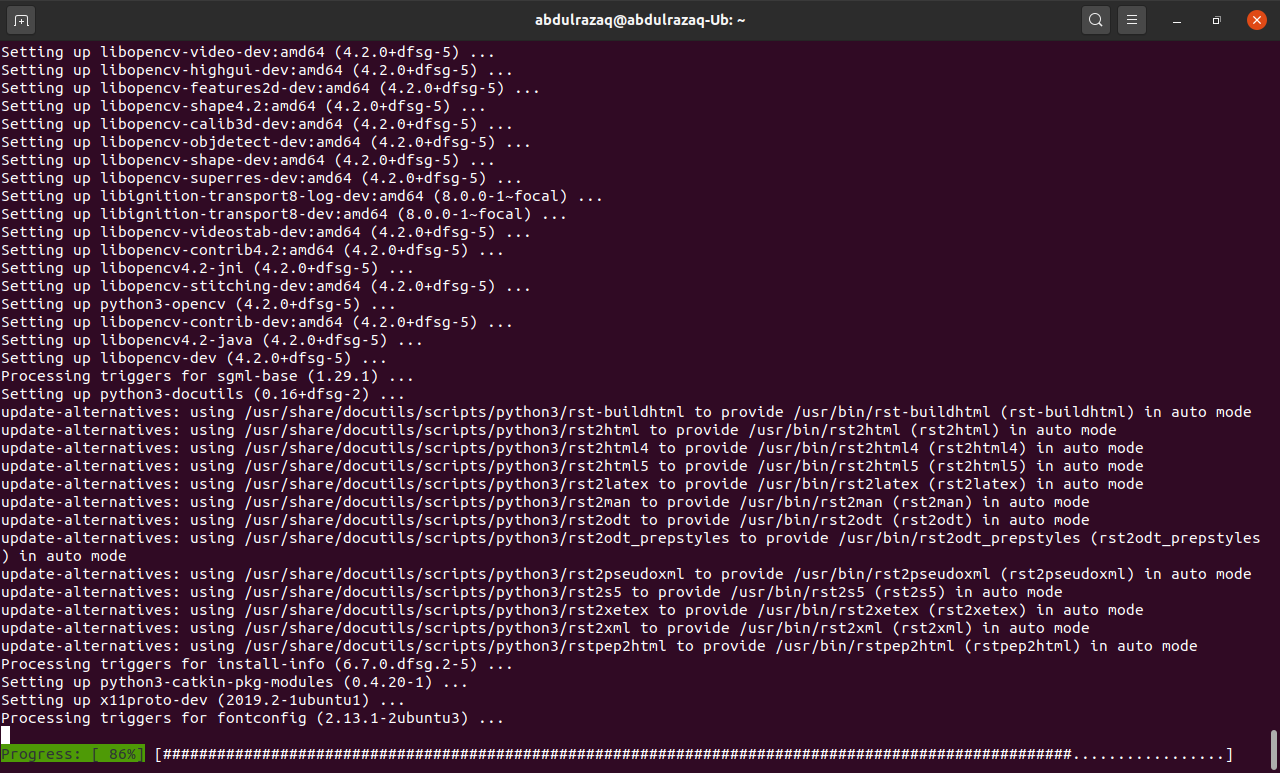 abdulrazaq@abdulrazaq-Ub: ~
Setting up libopencv-video-dev:amd64 (4.2.0+dfsg-5) ...
Setting up libopencv-highgui-dev:amd64 (4.2.0+dfsg-5) ...
Setting up libopencv-features2d-dev:amd64 (4.2.0+dfsg-5) ...
Setting up libopencv-shape4.2:amd64 (4.2.0+dfsg-5) ...
Setting up libopencv-calib3d-dev:amd64 (4.2.0+dfsg-5) ...
Setting up libopencv-objdetect-dev:amd64 (4.2.0+dfsg-5) ...
Setting up libopencv-shape-dev:amd64 (4.2.0+dfsg-5) ...
Setting up libopencv-superres-dev:amd64 (4.2.0+dfsg-5) ...
Setting up libignition-transport8-log-dev:amd64 (8.0.0-1~focal) ...
Setting up libignition-transport8-dev:amd64 (8.0.0-1~focal) ...
Setting up libopencv-videostab-dev:amd64 (4.2.0+dfsg-5) ...
Setting up libopencv-contrib4.2:amd64 (4.2.0+dfsg-5) ...
Setting up libopencv4.2-jni (4.2.0+dfsg-5) ...
Setting up libopencv-stitching-dev:amd64 (4.2.0+dfsg-5) ...
Setting up python3-opencv (4.2.0+dfsg-5) ...
Setting up libopencv-contrib-dev:amd64 (4.2.0+dfsg-5) ...
Setting up libopencv4.2-java (4.2.0+dfsg-5) ...
Setting up libopencv-dev (4.2.0+dfsg-5) ...
Processing triggers for sgml-base (1.29.1) ...
Setting up python3-docutils (0.16+dfsg-2) ...
update-alternatives: using /usr/share/docutils/scripts/python3/rst-buildhtml to provide /usr/bin/rst-buildhtml (rst-buildhtml) in auto mode
update-alternatives: using /usr/share/docutils/scripts/python3/rst2html to provide /usr/bin/rst2html (rst2html) in auto mode
update-alternatives: using /usr/share/docutils/scripts/python3/rst2html4 to provide /usr/bin/rst2html4 (rst2html4) in auto mode
update-alternatives: using /usr/share/docutils/scripts/python3/rst2html5 to provide /usr/bin/rst2html5 (rst2html5) in auto mode
update-alternatives: using /usr/share/docutils/scripts/python3/rst2latex to provide /usr/bin/rst2latex (rst2latex) in auto mode
update-alternatives: using /usr/share/docutils/scripts/python3/rst2man to provide /usr/bin/rst2man (rst2man) in auto mode
update-alternatives: using /usr/share/docutils/scripts/python3/rst2odt to provide /usr/bin/rst2odt (rst2odt) in auto mode
update-alternatives: using /usr/share/docutils/scripts/python3/rst2odt_prepstyles to provide /usr/bin/rst2odt_prepstyles (rst2odt_prepstyles
) in auto mode
update-alternatives: using /usr/share/docutils/scripts/python3/rst2pseudoxml to provide /usr/bin/rst2pseudoxml (rst2pseudoxml) in auto mode
update-alternatives: using /usr/share/docutils/scripts/python3/rst2s5 to provide /usr/bin/rst2s5 (rst2s5) in auto mode
update-alternatives: using /usr/share/docutils/scripts/python3/rst2xetex to provide /usr/bin/rst2xetex (rst2xetex) in auto mode
update-alternatives: using /usr/share/docutils/scripts/python3/rst2xml to provide /usr/bin/rst2xml (rst2xml) in auto mode
update-alternatives: using /usr/share/docutils/scripts/python3/rstpep2html to provide /usr/bin/rstpep2html (rstpep2html) in auto mode
Processing triggers for install-info (6.7.0.dfsg.2-5) ...
Setting up python3-catkin-pkg-modules (0.4.20-1) ...
Setting up x11proto-dev (2019.2-1ubuntu1) ...
Processing triggers for fontconfig (2.13.1-2ubuntu3) ...
Progress: [ 86%] [#####################################################################################################.................]